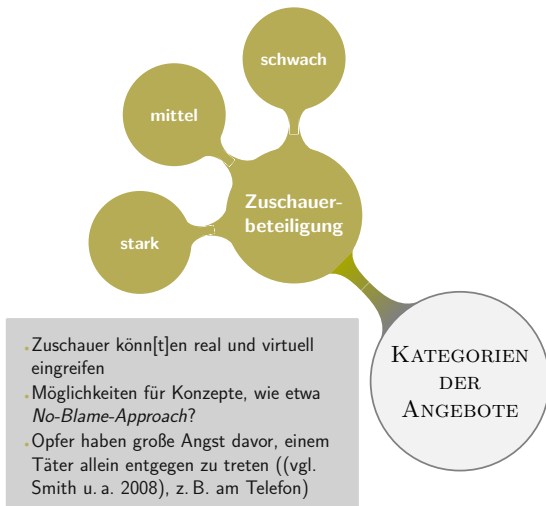 schwach
mittel
stark
Zuschauer-
beteiligung
Kategorien
der
Angebote
Zuschauer könn[t]en real und virtuell
eingreifen
Möglichkeiten für Konzepte, wie etwa
No-Blame-Approach?
Opfer haben große Angst davor, einem
Täter allein entgegen zu treten ((vgl.
Smith u. a. 2008), z. B. am Telefon)